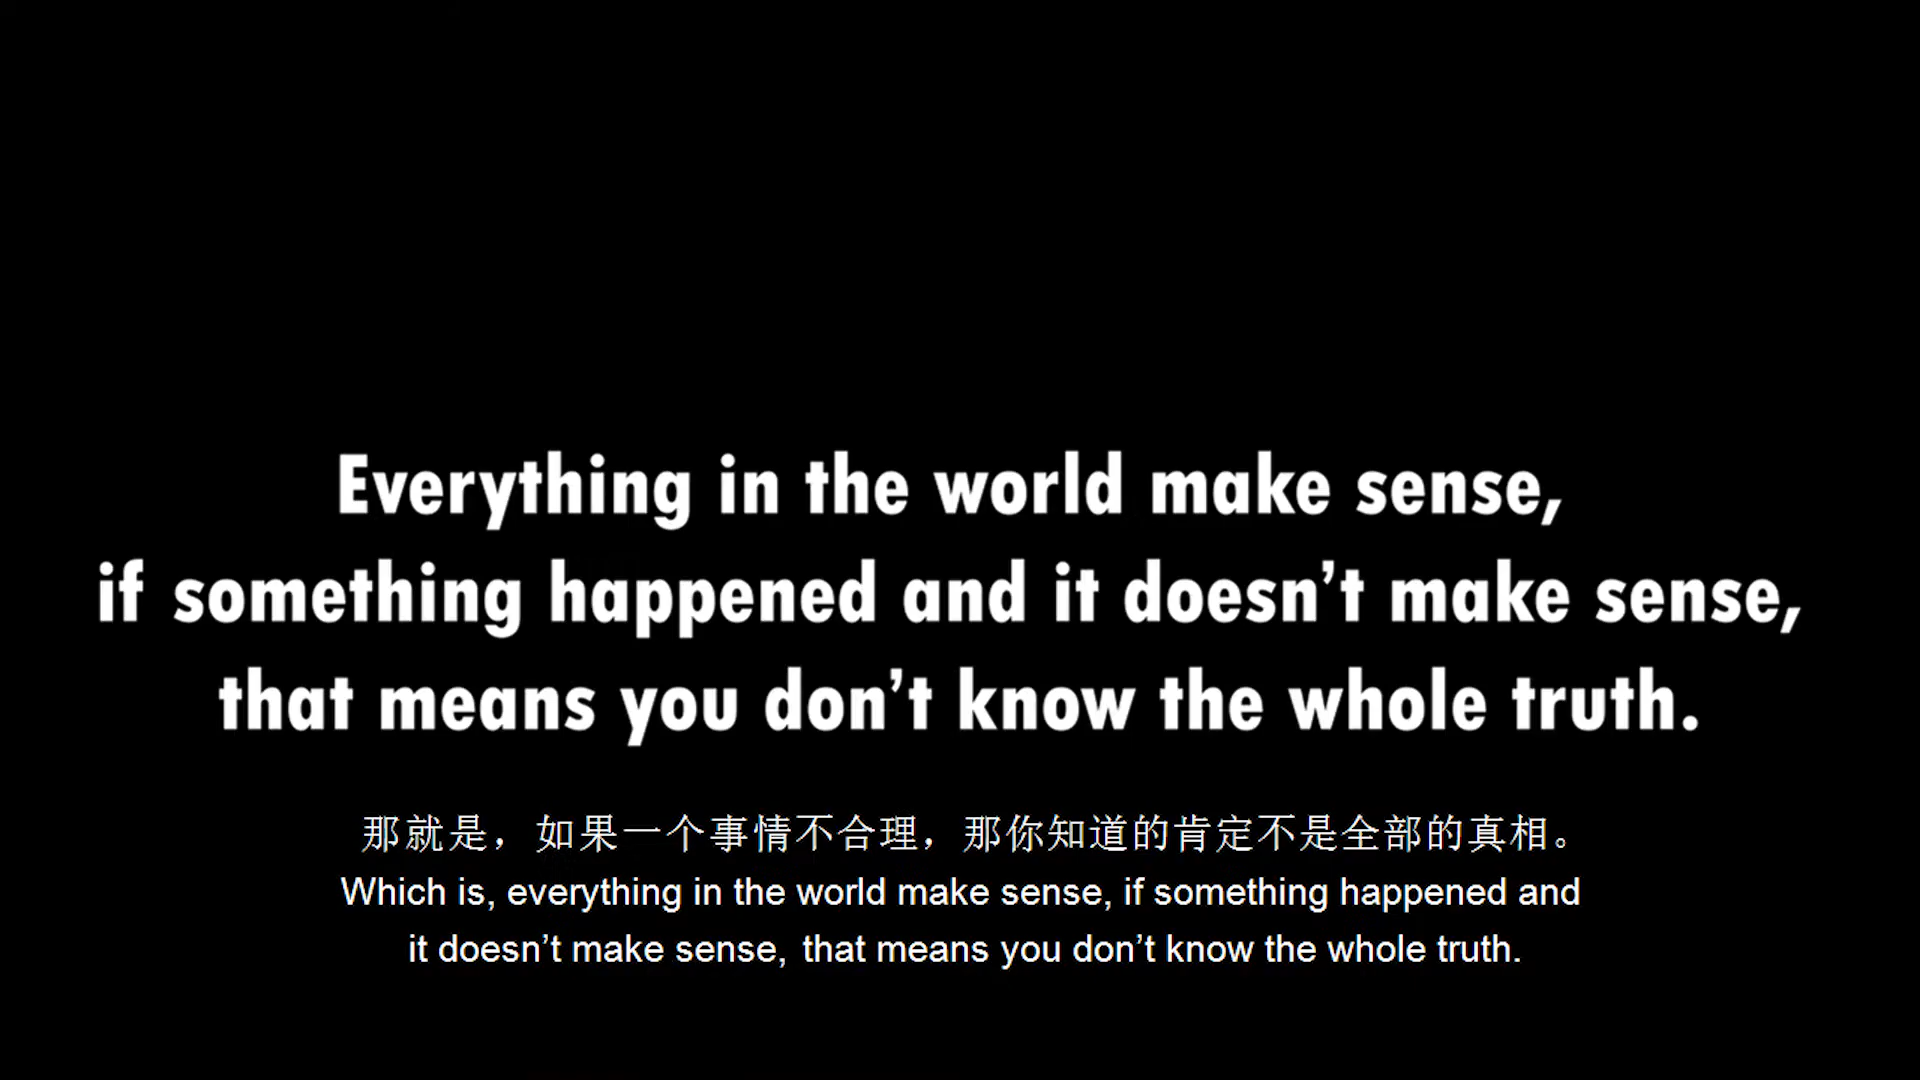 Everything in the world make sense,
if something happened and it doesn’t make sense,
that means you don’t know the whole truth.
那就是，如果一个事情不合理，那你知道的肯定不是全部的真相。
Which is, everything in the world make sense, if something happened and
it doesn’t make sense, that means you don’t know the whole truth.